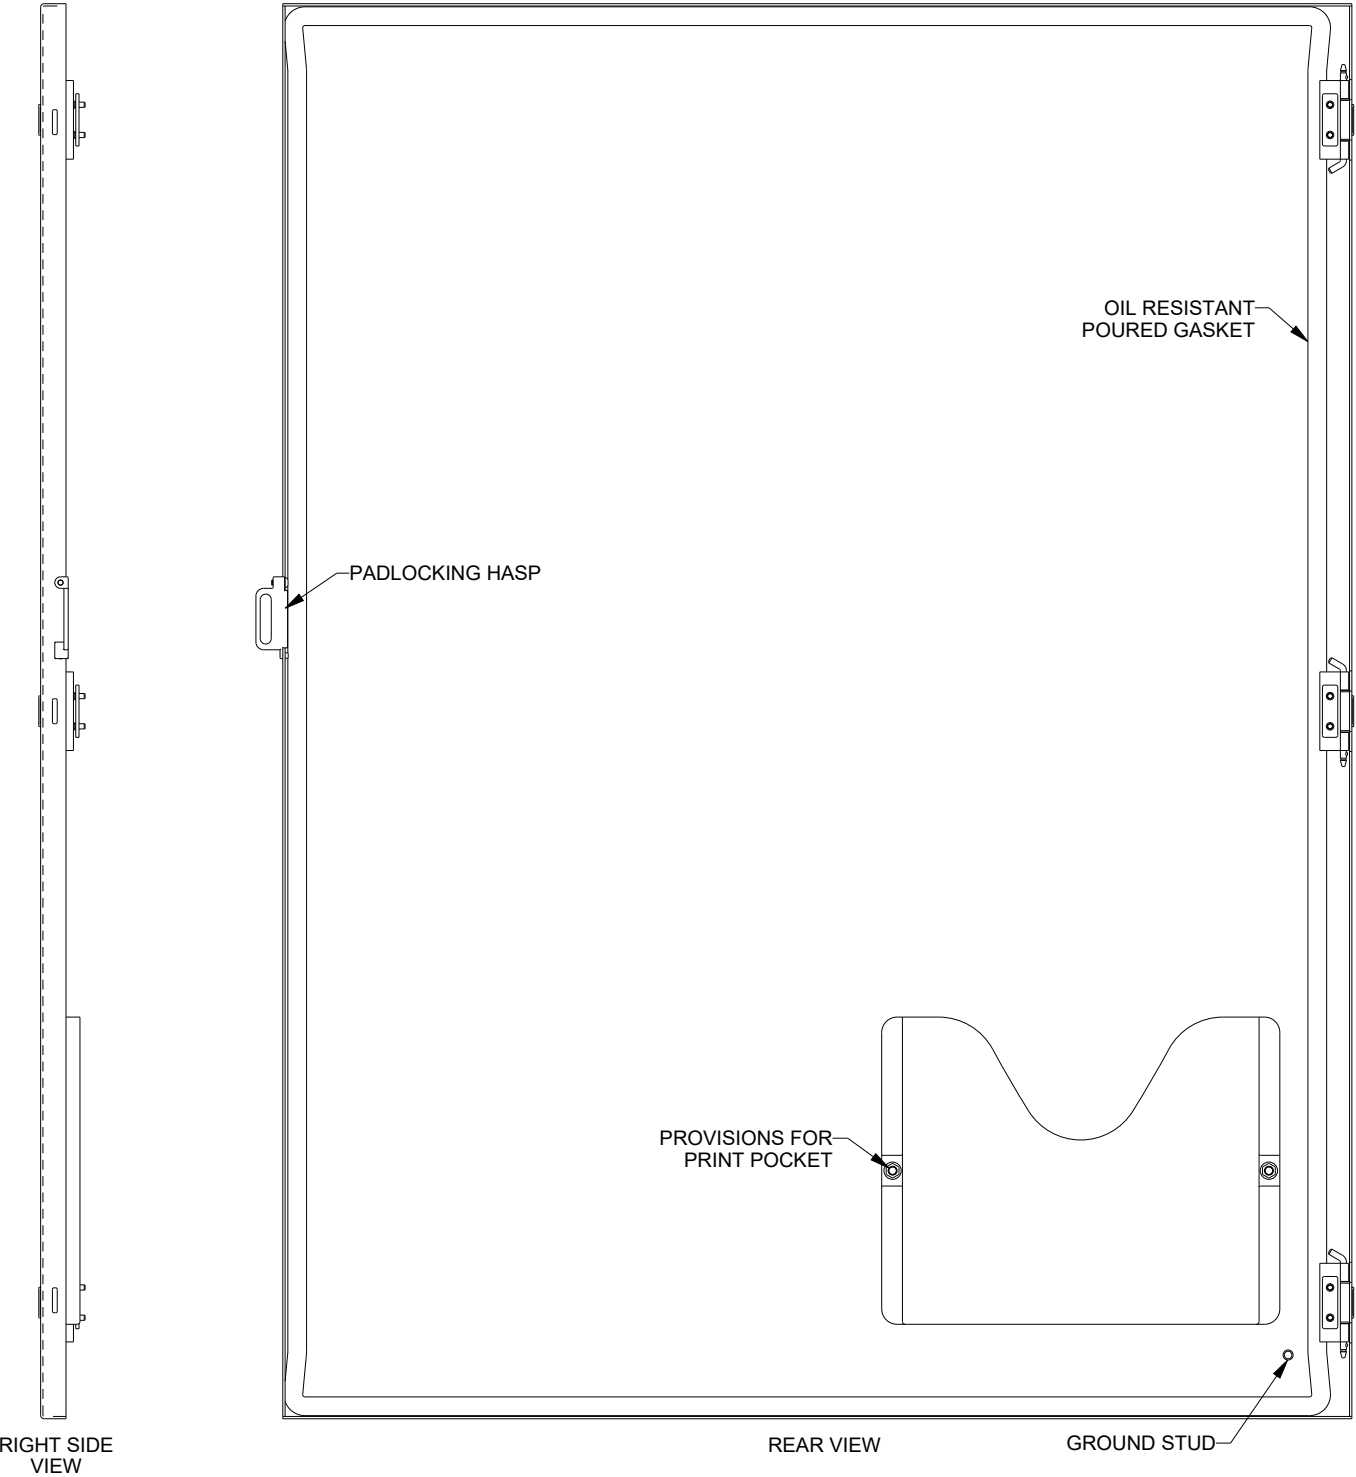 OIL RESISTANT
POURED GASKET
PADLOCKING HASP
PROVISIONS FOR
PRINT POCKET
RIGHT SIDE
VIEW
REAR VIEW
GROUND STUD